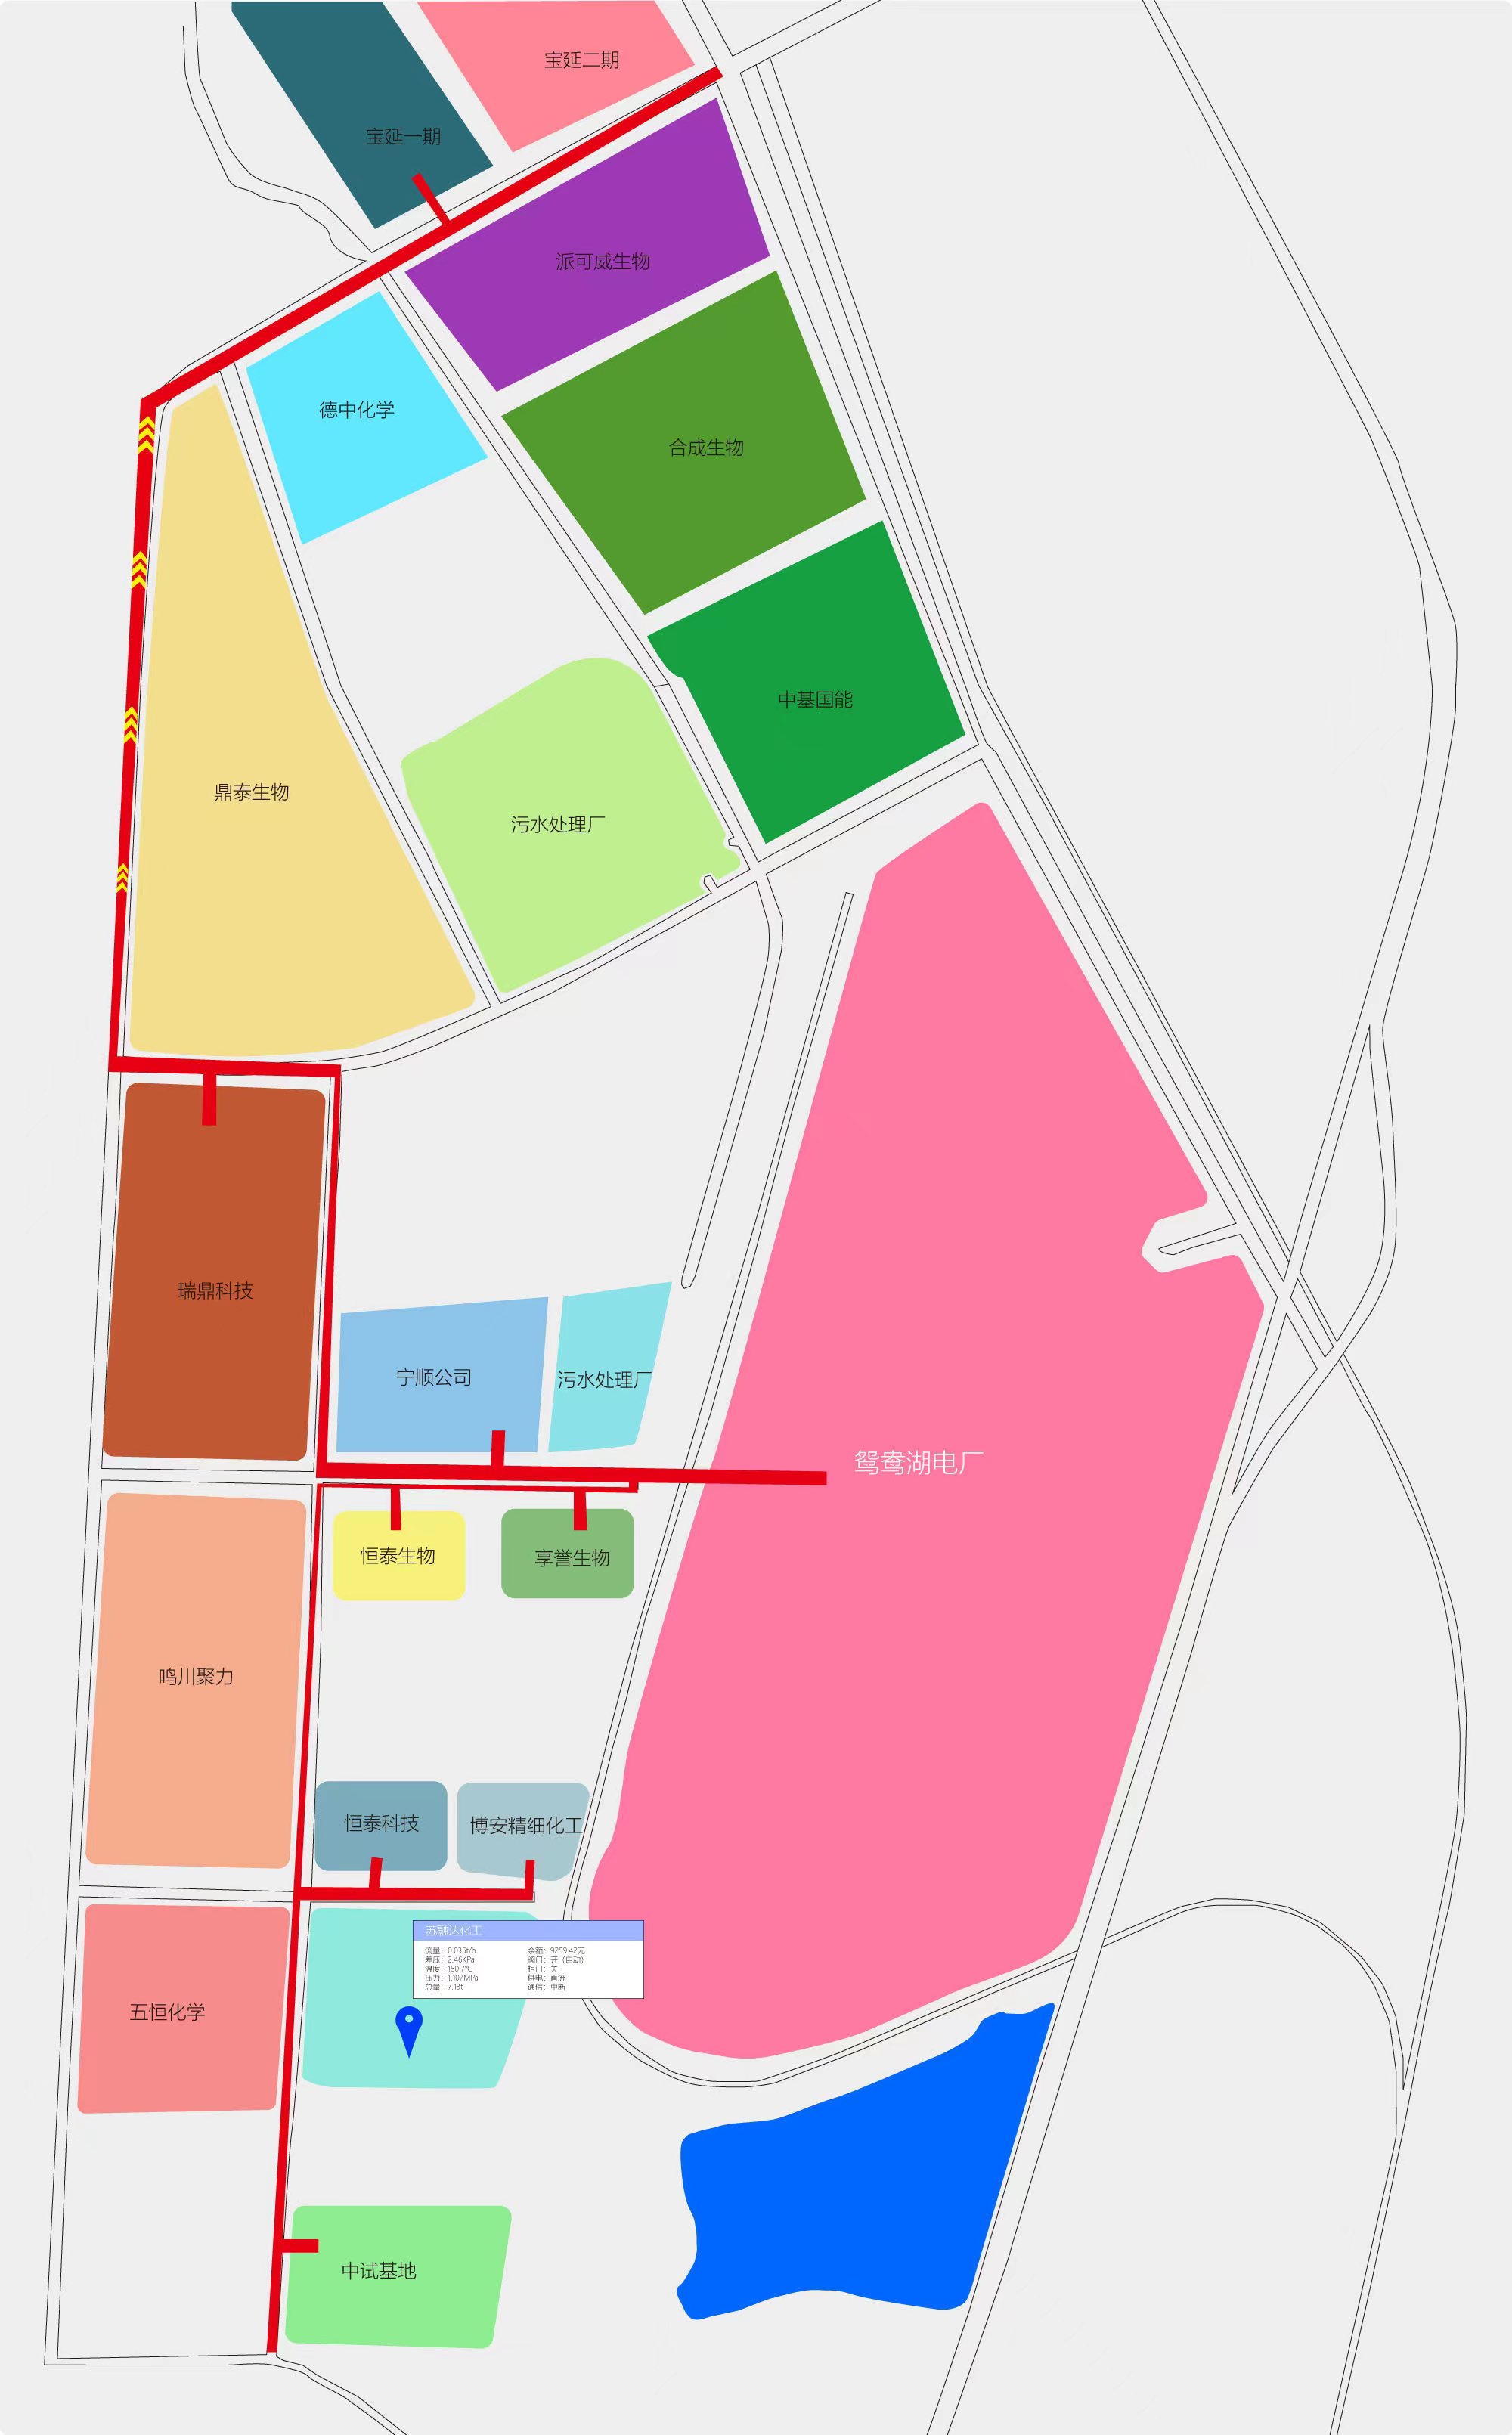 宝延二期
宝延一期
派可威生物
德中化学
合成生物
中基国能
鼎泰生物
污水处理厂
瑞鼎科技
宁顺公司
污水处理厂
鸳鸯湖电厂
恒泰生物
享誉生物
鸣川聚力
恒泰科技
博安精细化工
苏融达化工
流量：0.035t/h 余额：9259.42元
差压：2.46KPa 阀门：开（自动）
温度：180.7℃ 柜门：关
压力：1.107MPa 供电：直流
总量：7.13t 通信：中断
五恒化学
中试基地